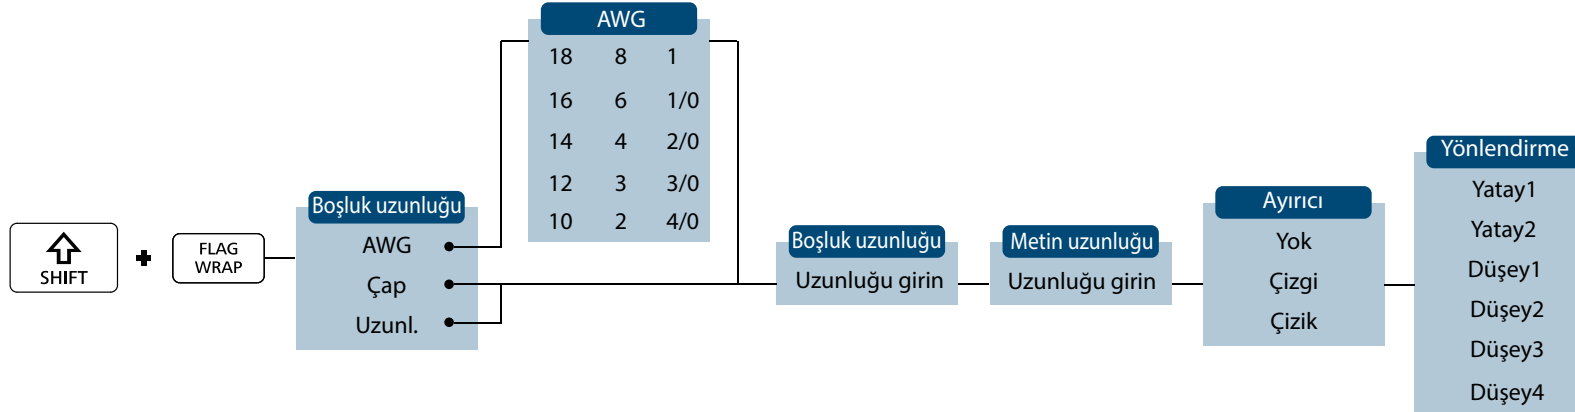 SHIFT
FLAG
WRAP
Boşluk uzunluğu
AWG
Çap
Uzunl.
AWG
18 8 1
16 6 1/0
14 4 2/0
12 3 3/0
10 2 4/0
Boşluk uzunluğu
Uzunluğu girin
Metin uzunluğu
Uzunluğu girin
Ayırıcı
Yok
Çizgi
Çizik
Yönlendirme
Yatay1
Yatay2
Düşey1
Düşey2
Düşey3
Düşey4